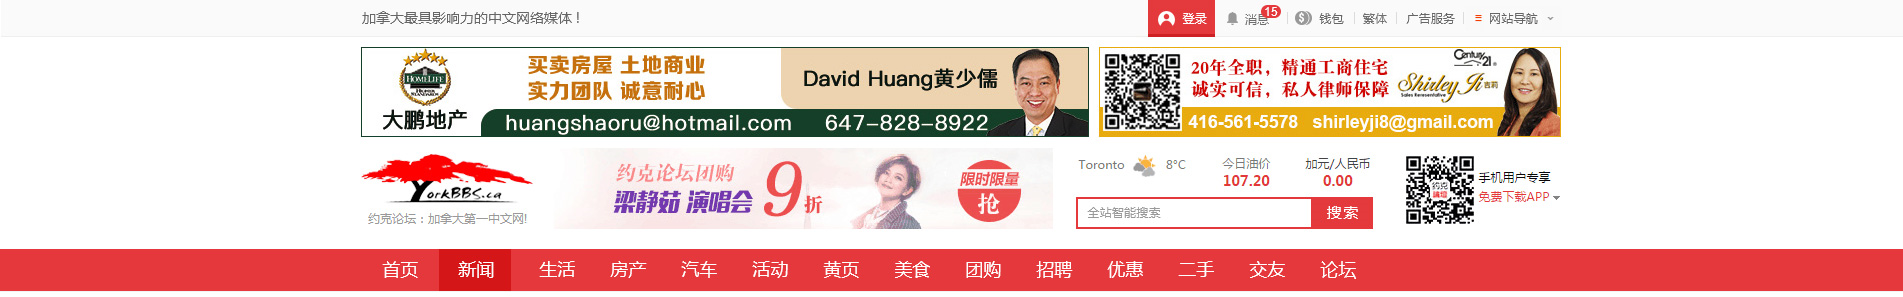 加拿大最具影响力的中文网络媒体！
登录 消息 15 钱包 繁体 广告服务 网站导航
HOMELIFE
HIGHER STANDARDS
大鹏地产
买卖房屋 土地商业
实力团队 诚意耐心
David Huang黄少儒
huangshaoru@hotmail.com 647-828-8922
20年全职，精通工商住宅
诚实可信，私人律师保障
Century 21
Shirley Ji 吉莉
Sales Representative
416-561-5578 shirleyji8@gmail.com
YorkBBS.ca
约克论坛：加拿大第一中文网!
约克论坛团购
梁静茹 演唱会 9折
限时限量
抢
Toronto 8°C
今日油价
107.20
加元/人民币
0.00
全站智能搜索 搜索
约克论坛
手机用户专享
免费下载APP
首页 新闻 生活 房产 汽车 活动 黄页 美食 团购 招聘 优惠 二手 交友 论坛